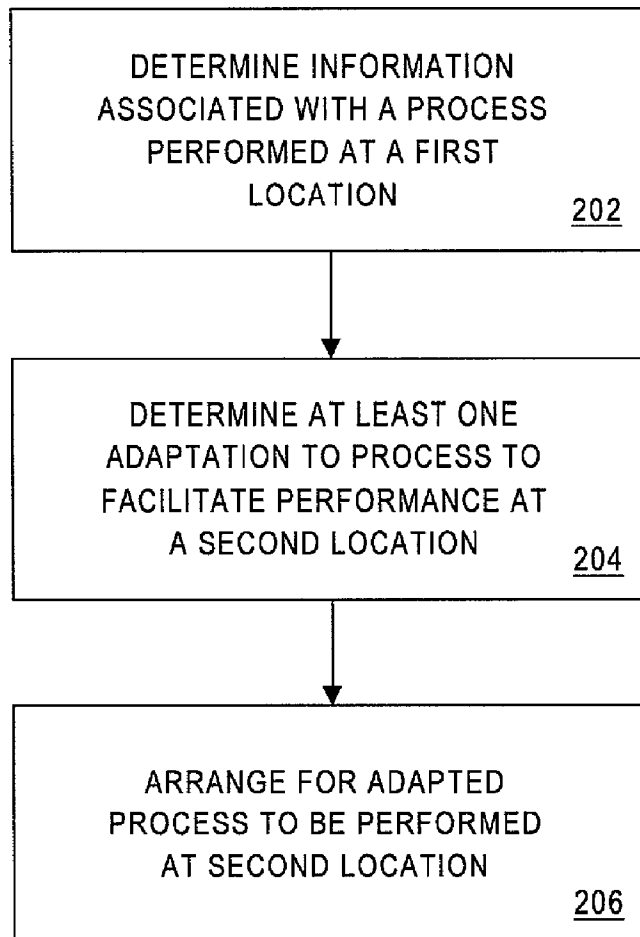 DETERMINE INFORMATION
ASSOCIATED WITH A PROCESS
PERFORMED AT A FIRST
LOCATION
202
DETERMINE AT LEAST ONE
ADAPTATION TO PROCESS TO
FACILITATE PERFORMANCE AT
A SECOND LOCATION
204
ARRANGE FOR ADAPTED
PROCESS TO BE PERFORMED
AT SECOND LOCATION
206